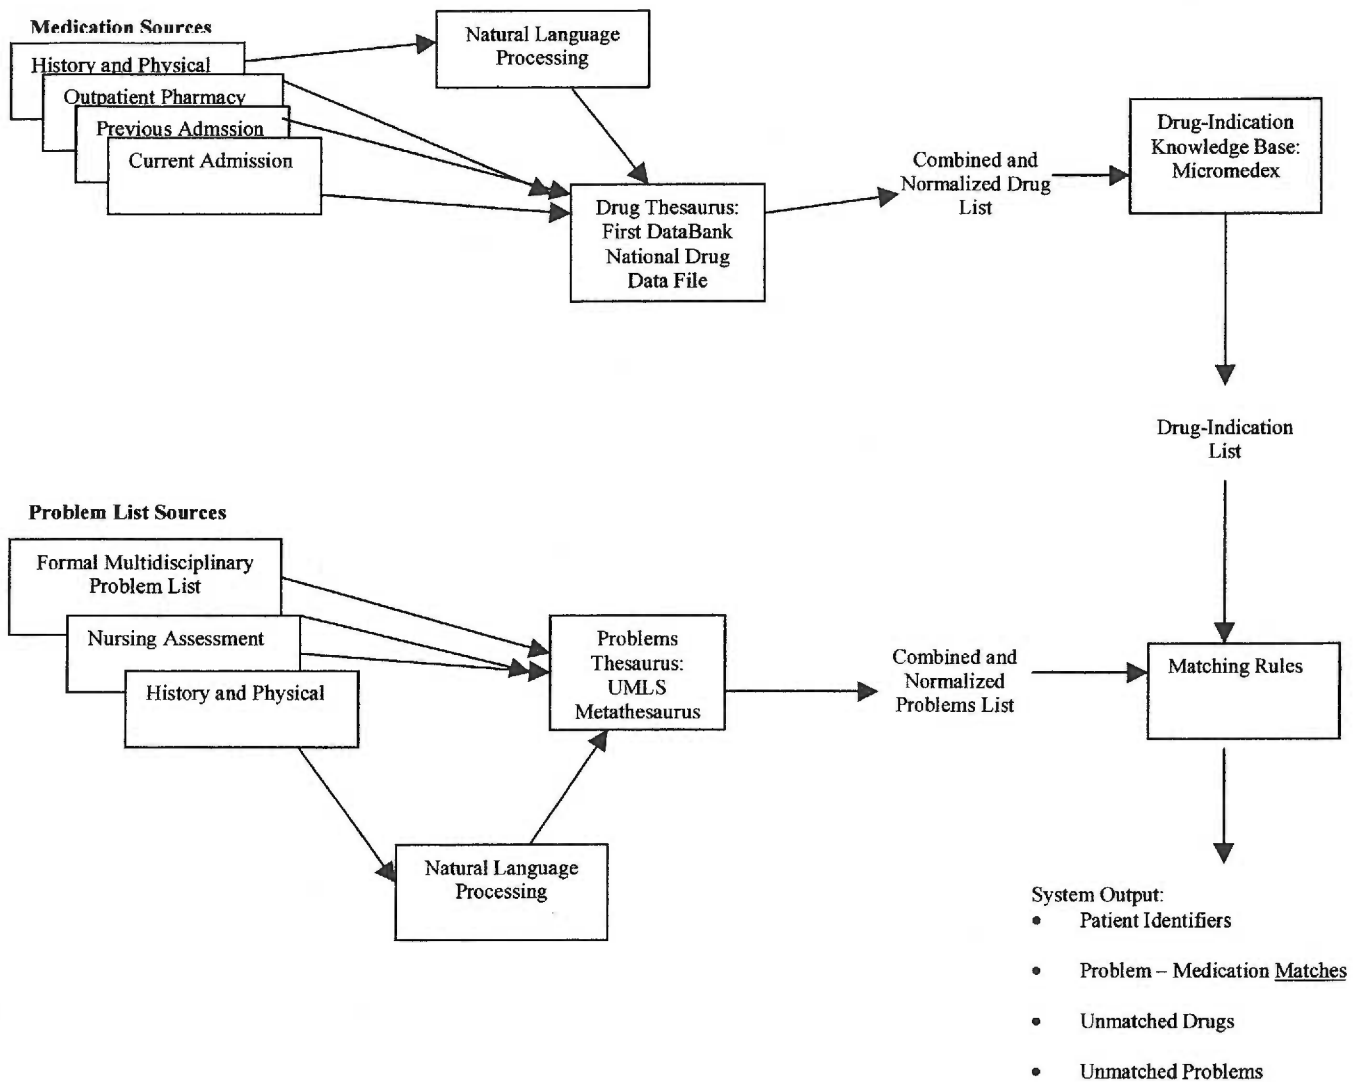 Medication Sources
History and Physical
Outpatient Pharmacy
Previous Admssion
Current Admission
Natural Language
Processing
Drug Thesaurus:
First DataBank
National Drug
Data File
Combined and
Normalized Drug
List
Drug-Indication
Knowledge Base:
Micromedex
Drug-Indication
List
Problem List Sources
Formal Multidisciplinary
Problem List
Nursing Assessment
History and Physical
Problems
Thesaurus:
UMLS
Metathesaurus
Natural Language
Processing
Combined and
Normalized
Problems List
Matching Rules
System Output:
• Patient Identifiers
• Problem – Medication Matches
• Unmatched Drugs
• Unmatched Problems